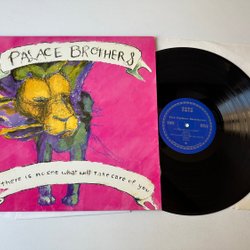 PALACE BROTHERS
there is no one what will take care of you